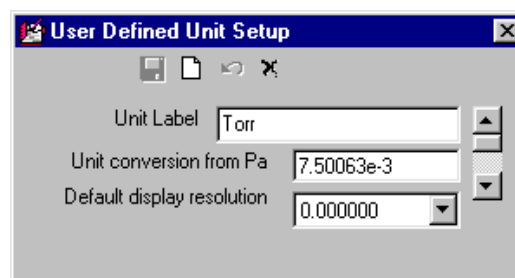 User Defined Unit Setup
Unit Label Torr
Unit conversion from Pa 7.50063e-3
Default display resolution 0.000000